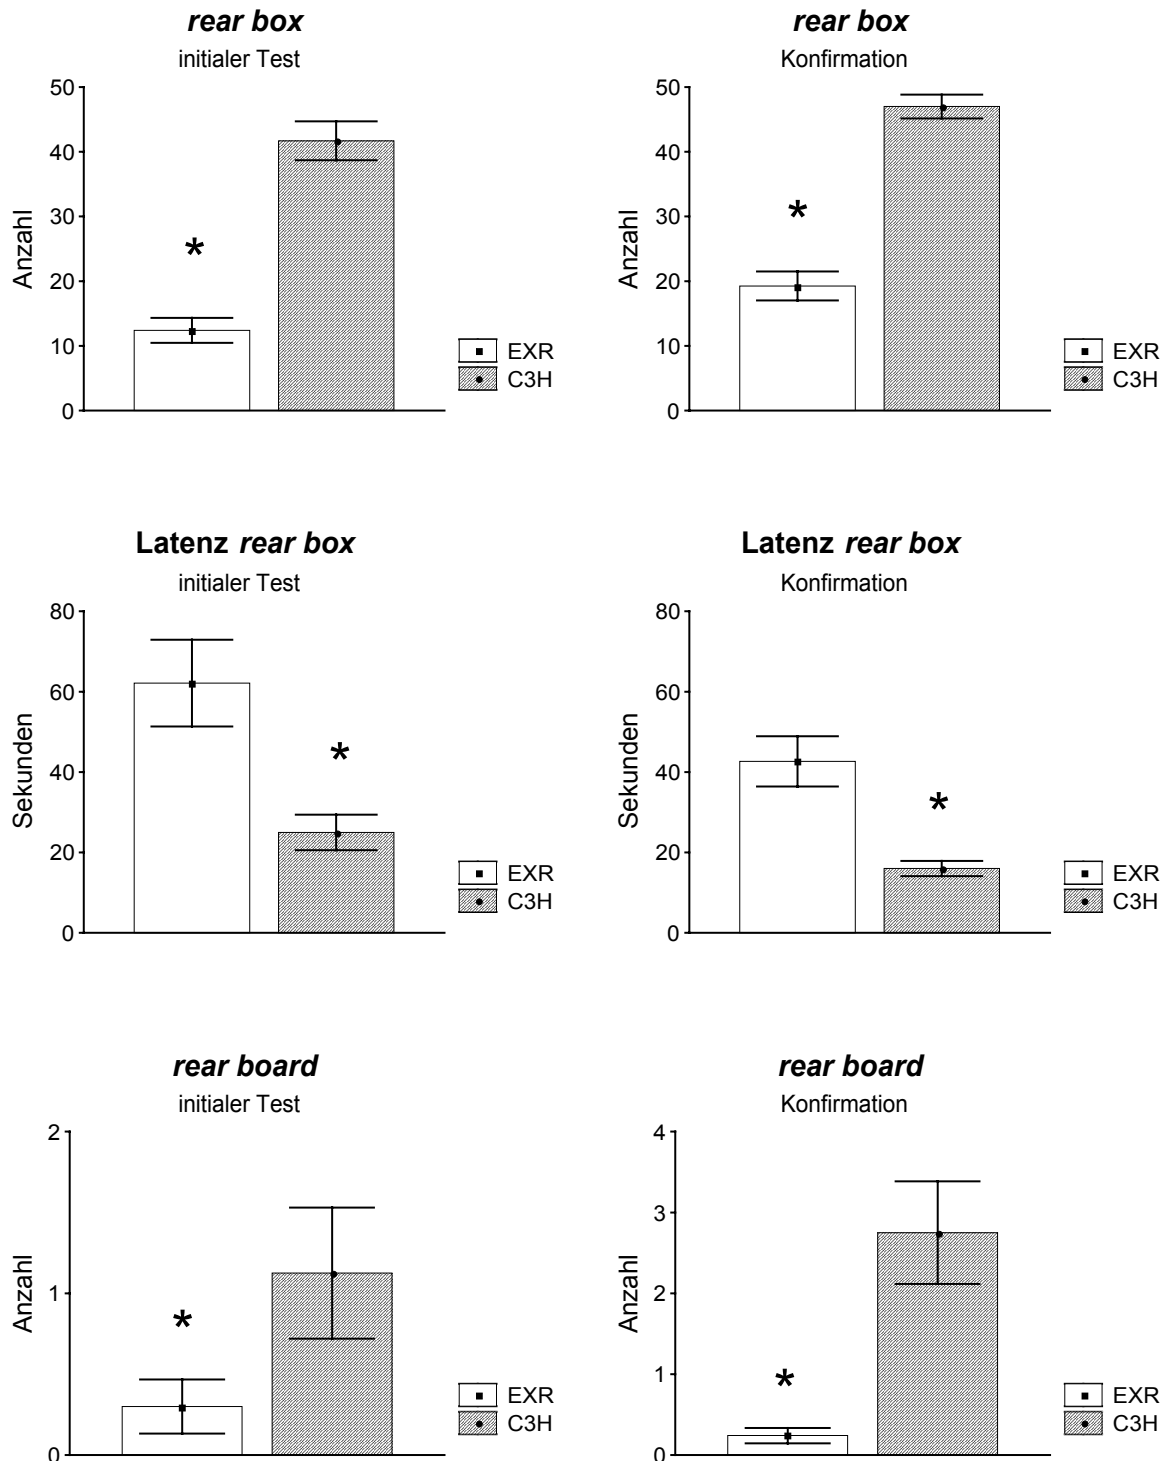 rear box
initialer Test
50
40
30
20
10
0
Anzahl
*
EXR
C3H
rear box
Konfirmation
50
40
30
20
10
0
Anzahl
*
EXR
C3H
Latenz rear box
initialer Test
80
60
40
20
0
Sekunden
*
EXR
C3H
Latenz rear box
Konfirmation
80
60
40
20
0
Sekunden
*
EXR
C3H
rear board
initialer Test
2
1
0
Anzahl
*
EXR
C3H
rear board
Konfirmation
4
3
2
1
0
Anzahl
*
EXR
C3H